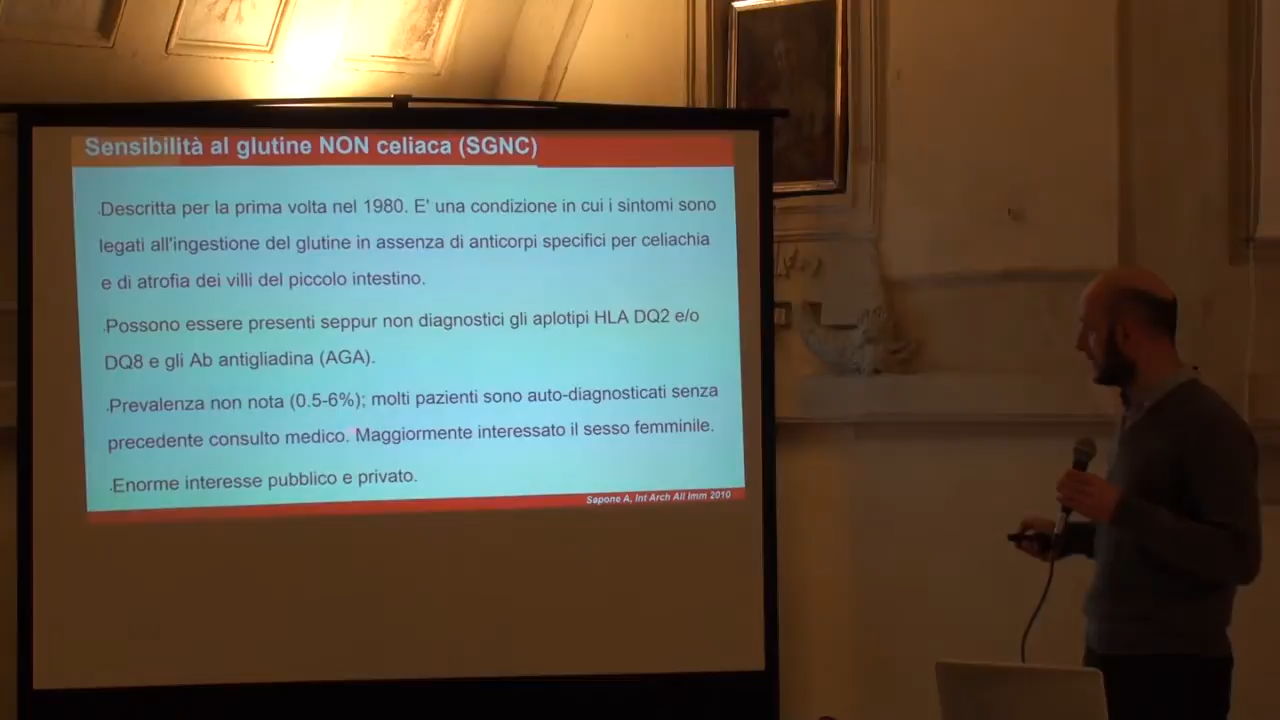 Sensibilità al glutine NON celiaca (SGNC)
.Descritta per la prima volta nel 1980. E' una condizione in cui i sintomi sono
legati all'ingestione del glutine in assenza di anticorpi specifici per celiachia
e di atrofia dei villi del piccolo intestino.
.Possono essere presenti seppur non diagnostici gli aplotipi HLA DQ2 e/o
DQ8 e gli Ab antigliadina (AGA).
.Prevalenza non nota (0.5-6%); molti pazienti sono auto-diagnosticati senza
precedente consulto medico. Maggiormente interessato il sesso femminile.
.Enorme interesse pubblico e privato.
Sapone A, Int Arch All Imm 2010